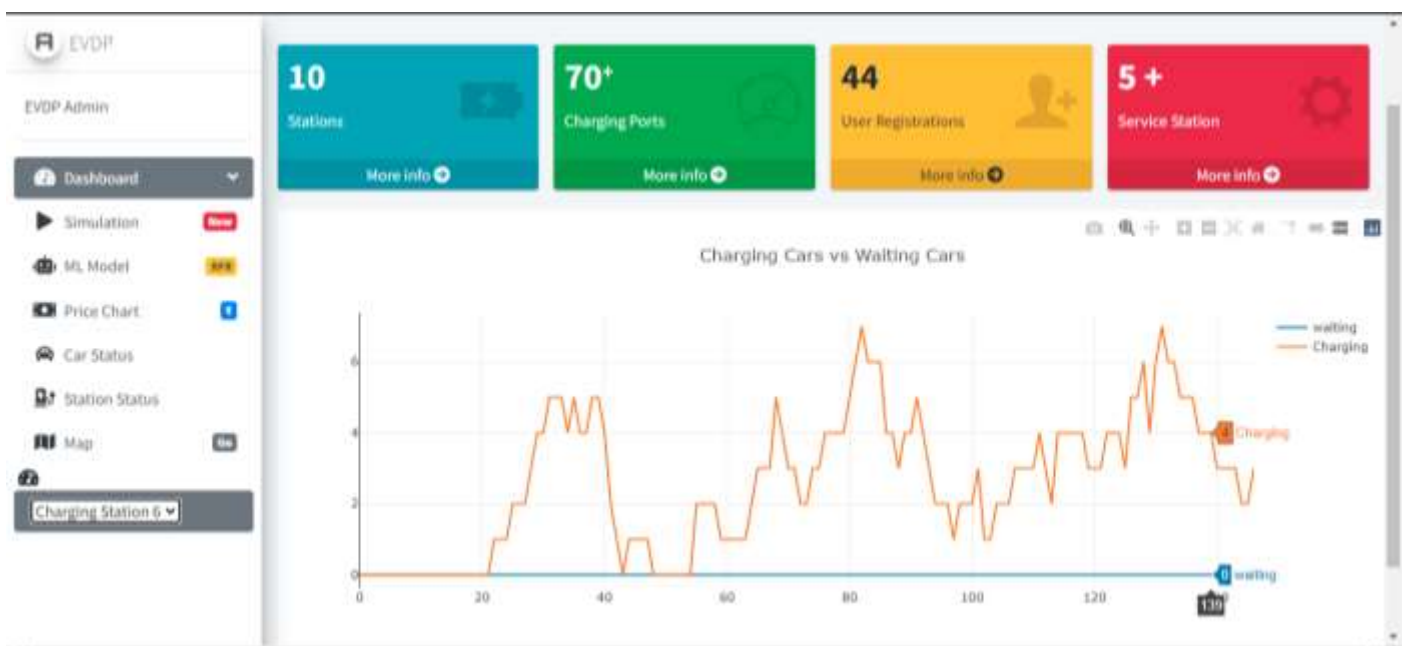 EVDP
EVDP Admin
Dashboard
Simulation
New
ML Model
Price Chart
Car Status
Station Status
Map
Charging Station 6
10
Stations
More info
70+
Charging Ports
More info
44
User Registrations
More info
5 +
Service Station
More info
Charging Cars vs Waiting Cars
waiting
Charging
6
4
2
0
0
20
40
60
80
100
120
139
4
Charging
0
waiting